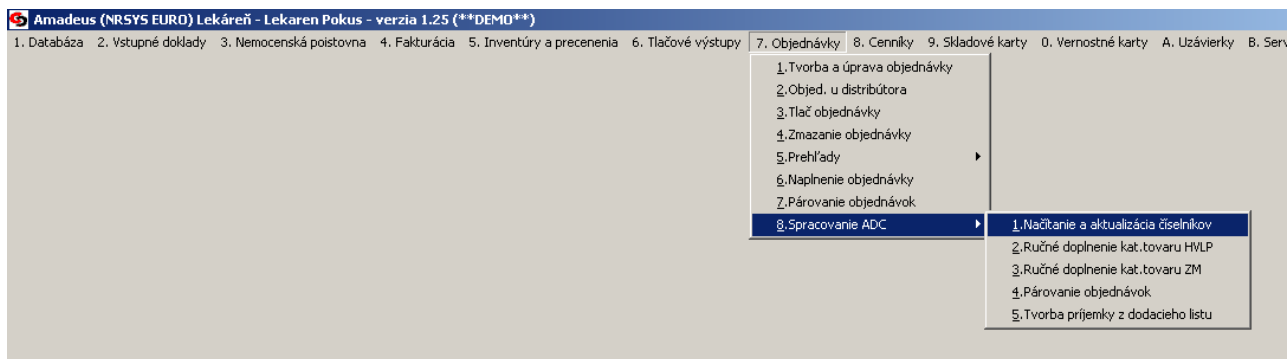 Amadeus (NRSYS EURO) Lekáreň - Lekaren Pokus - verzia 1.25 (**DEMO**)
1. Databáza 2. Vstupné doklady 3. Nemocenská poistovna 4. Fakturácia 5. Inventúry a precenenia 6. Tlačové výstupy 7. Objednávky 8. Cenníky 9. Skladové karty 0. Vernostné karty A. Uzávierky B. Serv
1.Tvorba a úprava objednávky
2.Objed. u distribútora
3.Tlač objednávky
4.Zmazanie objednávky
5.Prehľady
6.Naplnenie objednávky
7.Párovanie objednávok
8.Spracovanie ADC
1.Načítanie a aktualizácia číselníkov
2.Ručné doplnenie kat.tovaru HVLP
3.Ručné doplnenie kat.tovaru ZM
4.Párovanie objednávok
5.Tvorba príjemky z dodacieho listu